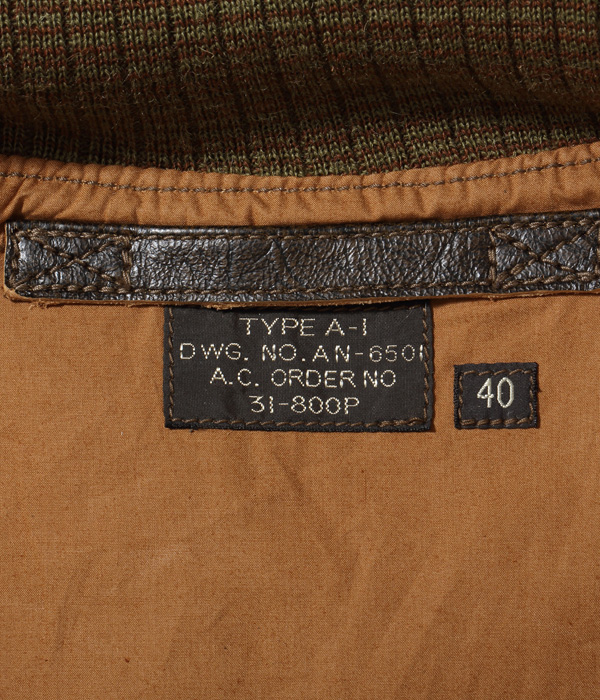 TYPE A-1
DWG. NO. AN-6501
A.C. ORDER NO
31-800P
40